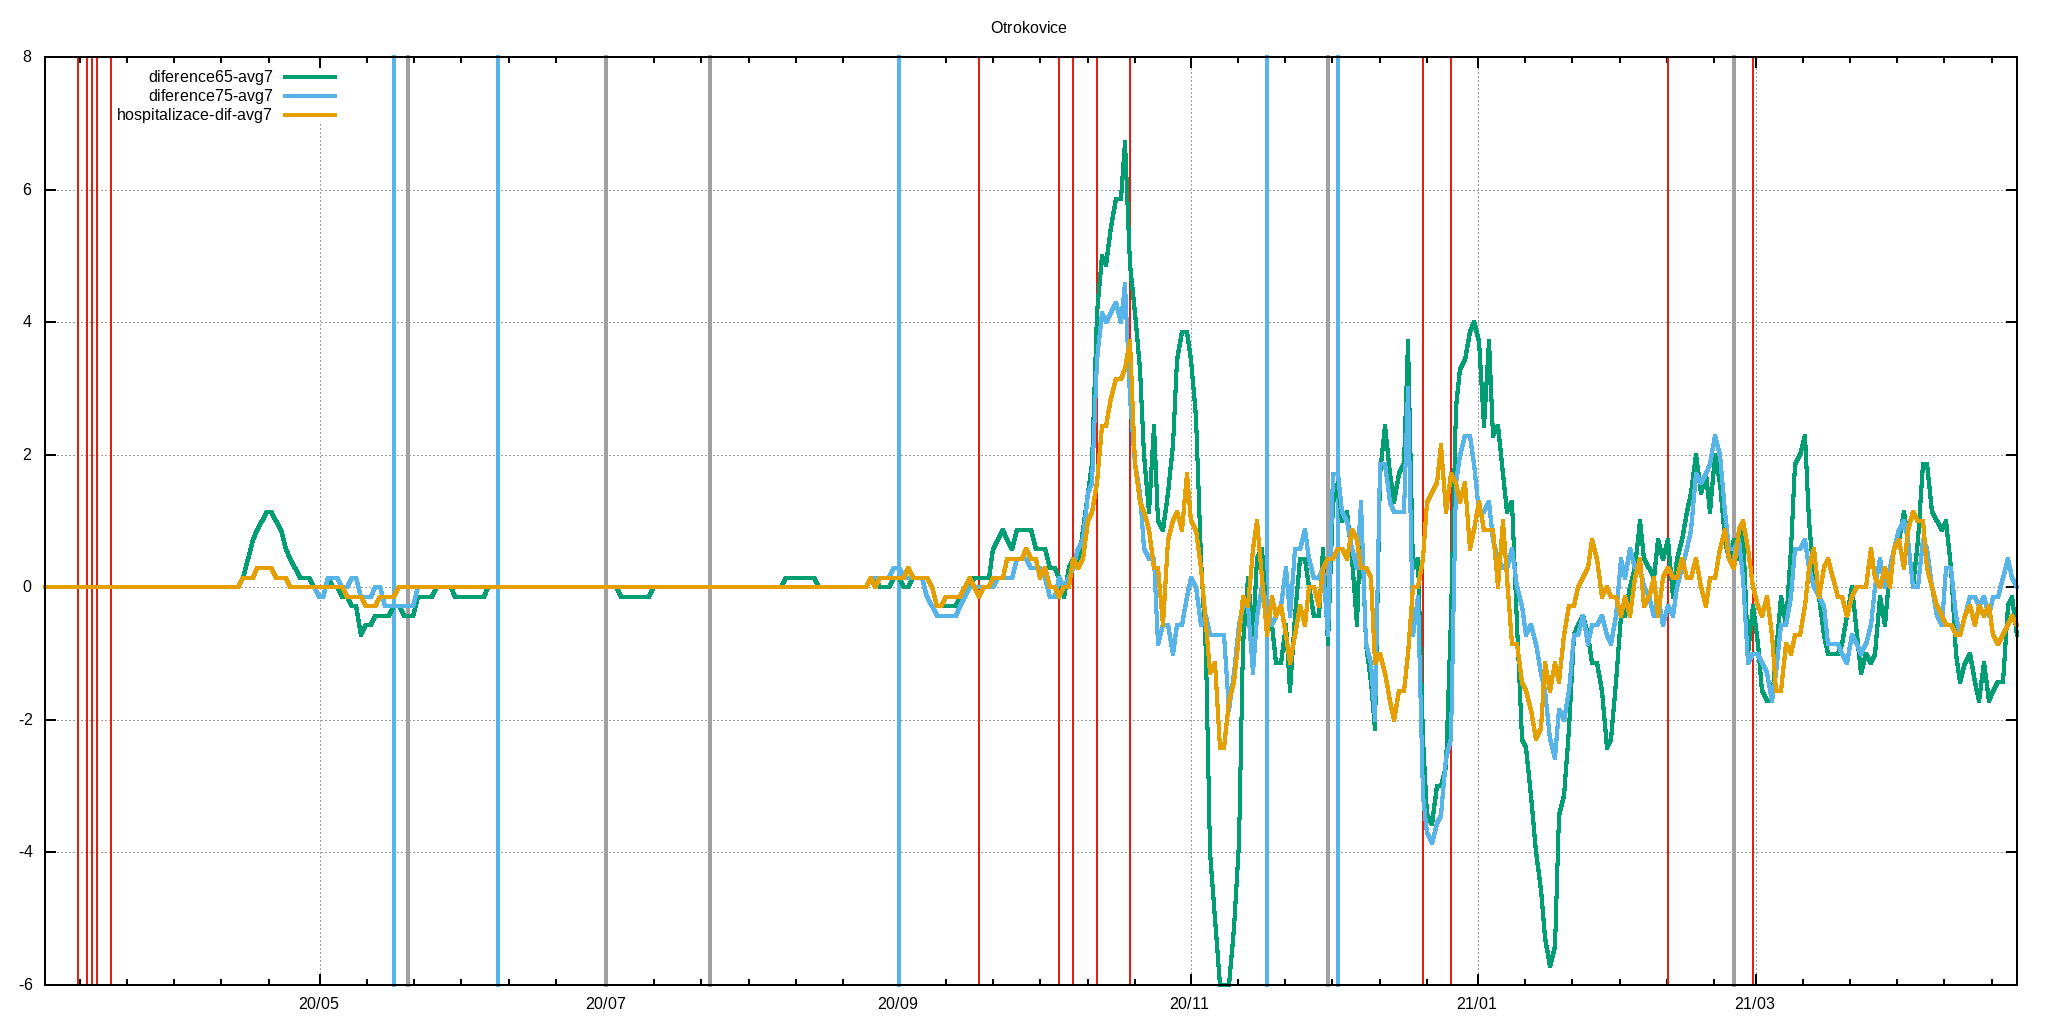 Otrokovice
8
diference65-avg7
diference75-avg7
hospitalizace-dif-avg7
6
4
2
0
-2
-4
-6
20/05 20/07 20/09 20/11 21/01 21/03